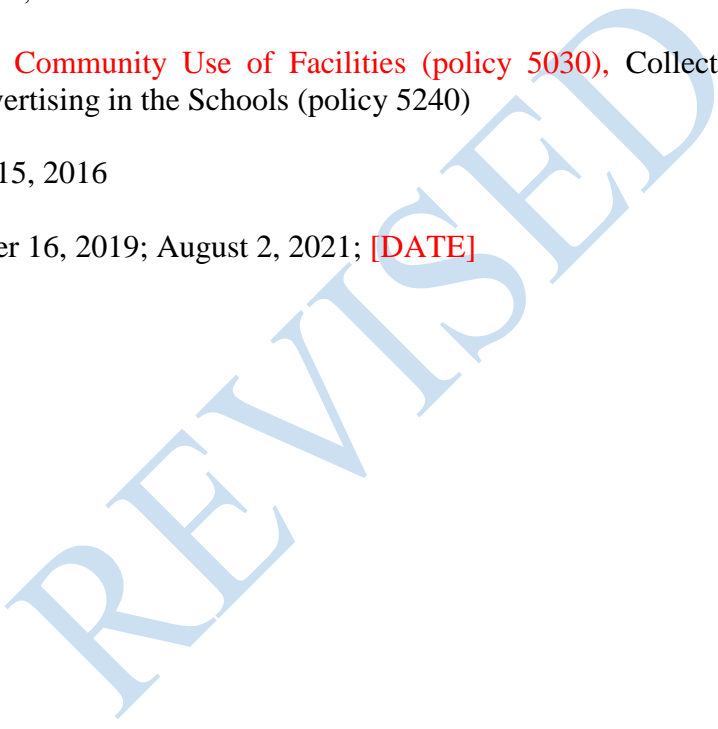 Community Use of Facilities (policy 5030), Collect
vertising in the Schools (policy 5240)
15, 2016
er 16, 2019; August 2, 2021; [DATE]
REVISED